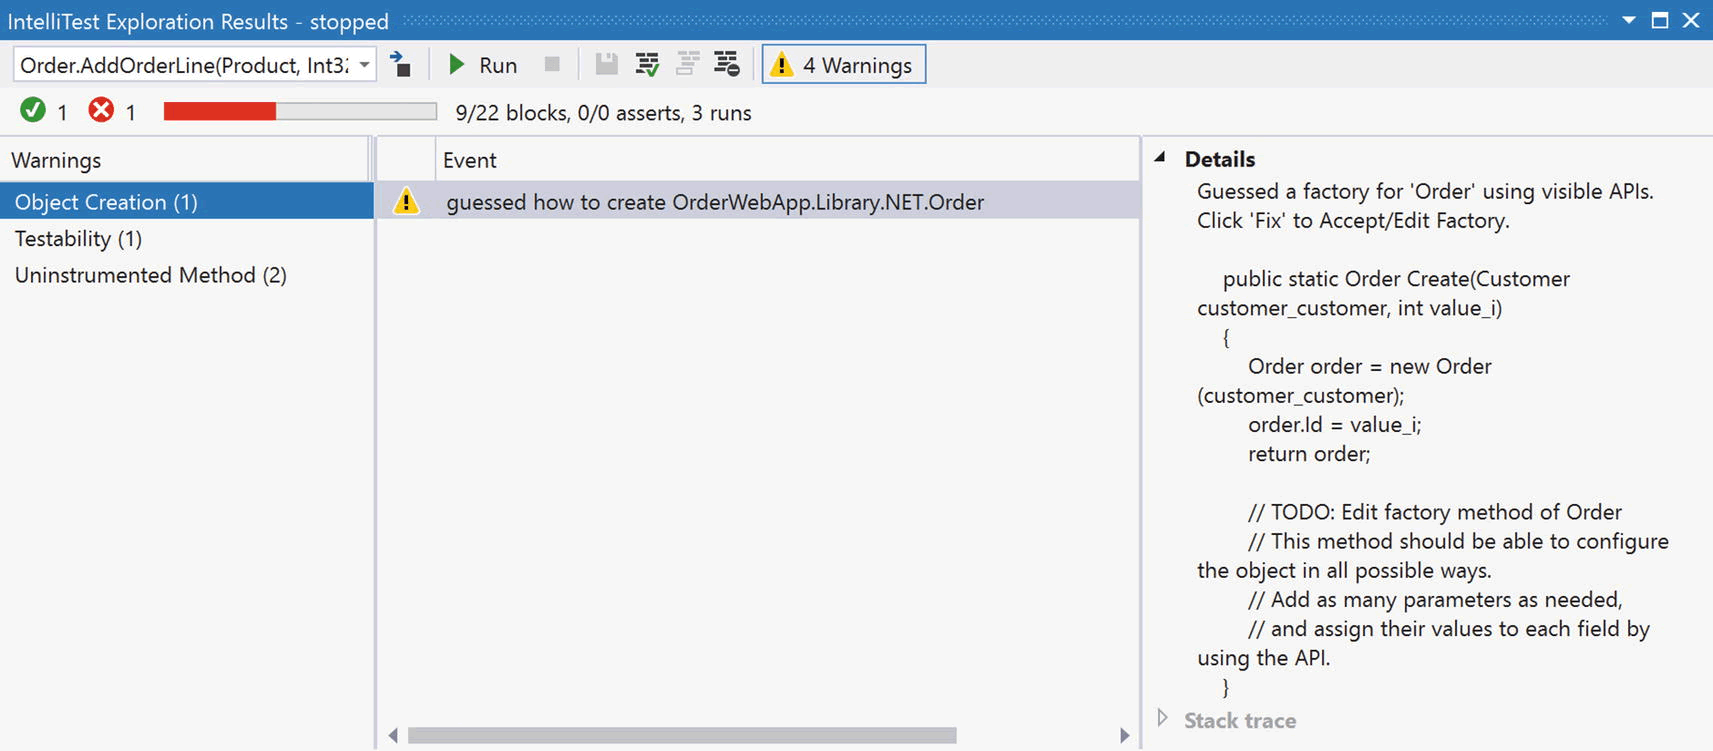 IntelliTest Exploration Results - stopped
Order.AddOrderLine(Product, Int32
Run
4 Warnings
1 1 9/22 blocks, 0/0 asserts, 3 runs
Warnings
Object Creation (1)
Testability (1)
Uninstrumented Method (2)
Event
guessed how to create OrderWebApp.Library.NET.Order
Details
Guessed a factory for 'Order' using visible APIs.
Click 'Fix' to Accept/Edit Factory.
public static Order Create(Customer
customer_customer, int value_i)
{
Order order = new Order
(customer_customer);
order.Id = value_i;
return order;
// TODO: Edit factory method of Order
// This method should be able to configure
the object in all possible ways.
// Add as many parameters as needed,
// and assign their values to each field by
using the API.
}
Stack trace